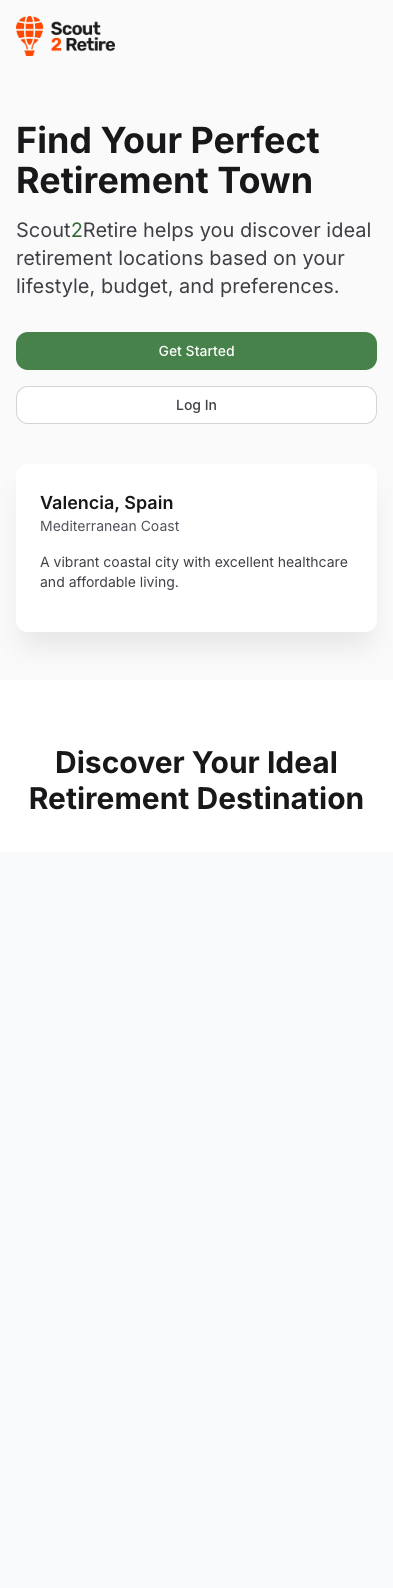 Scout
2 Retire
Find Your Perfect
Retirement Town
Scout2Retire helps you discover ideal
retirement locations based on your
lifestyle, budget, and preferences.
Get Started
Log In
Valencia, Spain
Mediterranean Coast
A vibrant coastal city with excellent healthcare
and affordable living.
Discover Your Ideal
Retirement Destination